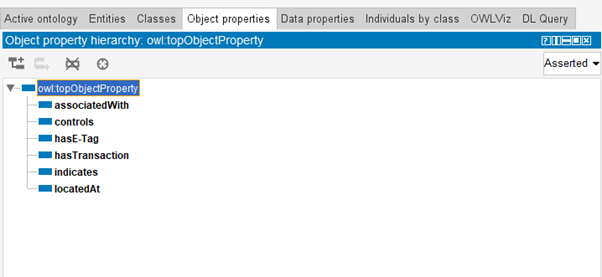 Active ontology Entities Classes Object properties Data properties Individuals by class OWLViz DL Query
Object property hierarchy: owl:topObjectProperty
Asserted
owl:topObjectProperty
associatedWith
controls
hasE-Tag
hasTransaction
indicates
locatedAt